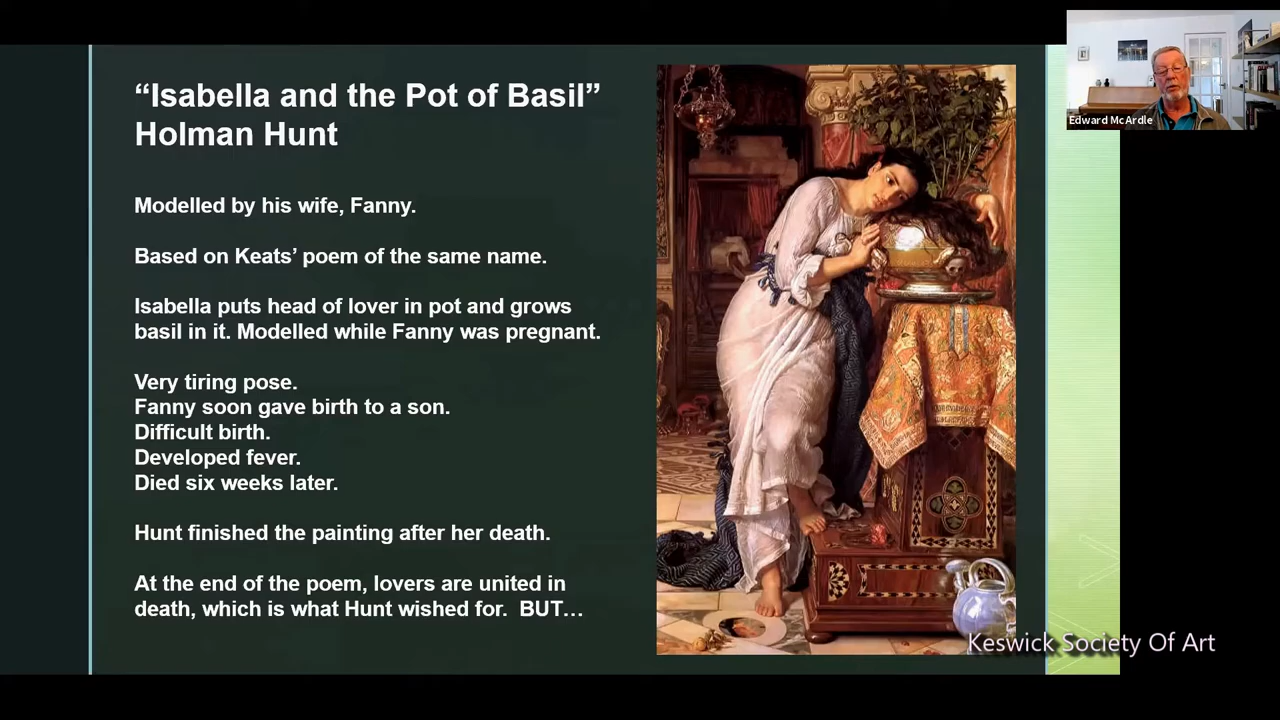 “Isabella and the Pot of Basil”
Holman Hunt
Modelled by his wife, Fanny.
Based on Keats’ poem of the same name.
Isabella puts head of lover in pot and grows
basil in it. Modelled while Fanny was pregnant.
Very tiring pose.
Fanny soon gave birth to a son.
Difficult birth.
Developed fever.
Died six weeks later.
Hunt finished the painting after her death.
At the end of the poem, lovers are united in
death, which is what Hunt wished for.  BUT…
Edward McArdle
Keswick Society Of Art